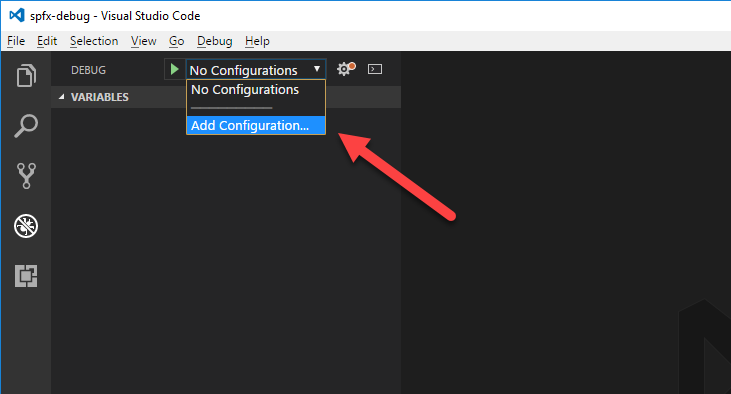 spfx-debug - Visual Studio Code
File Edit Selection View Go Debug Help
DEBUG No Configurations
No Configurations
VARIABLES
Add Configuration...